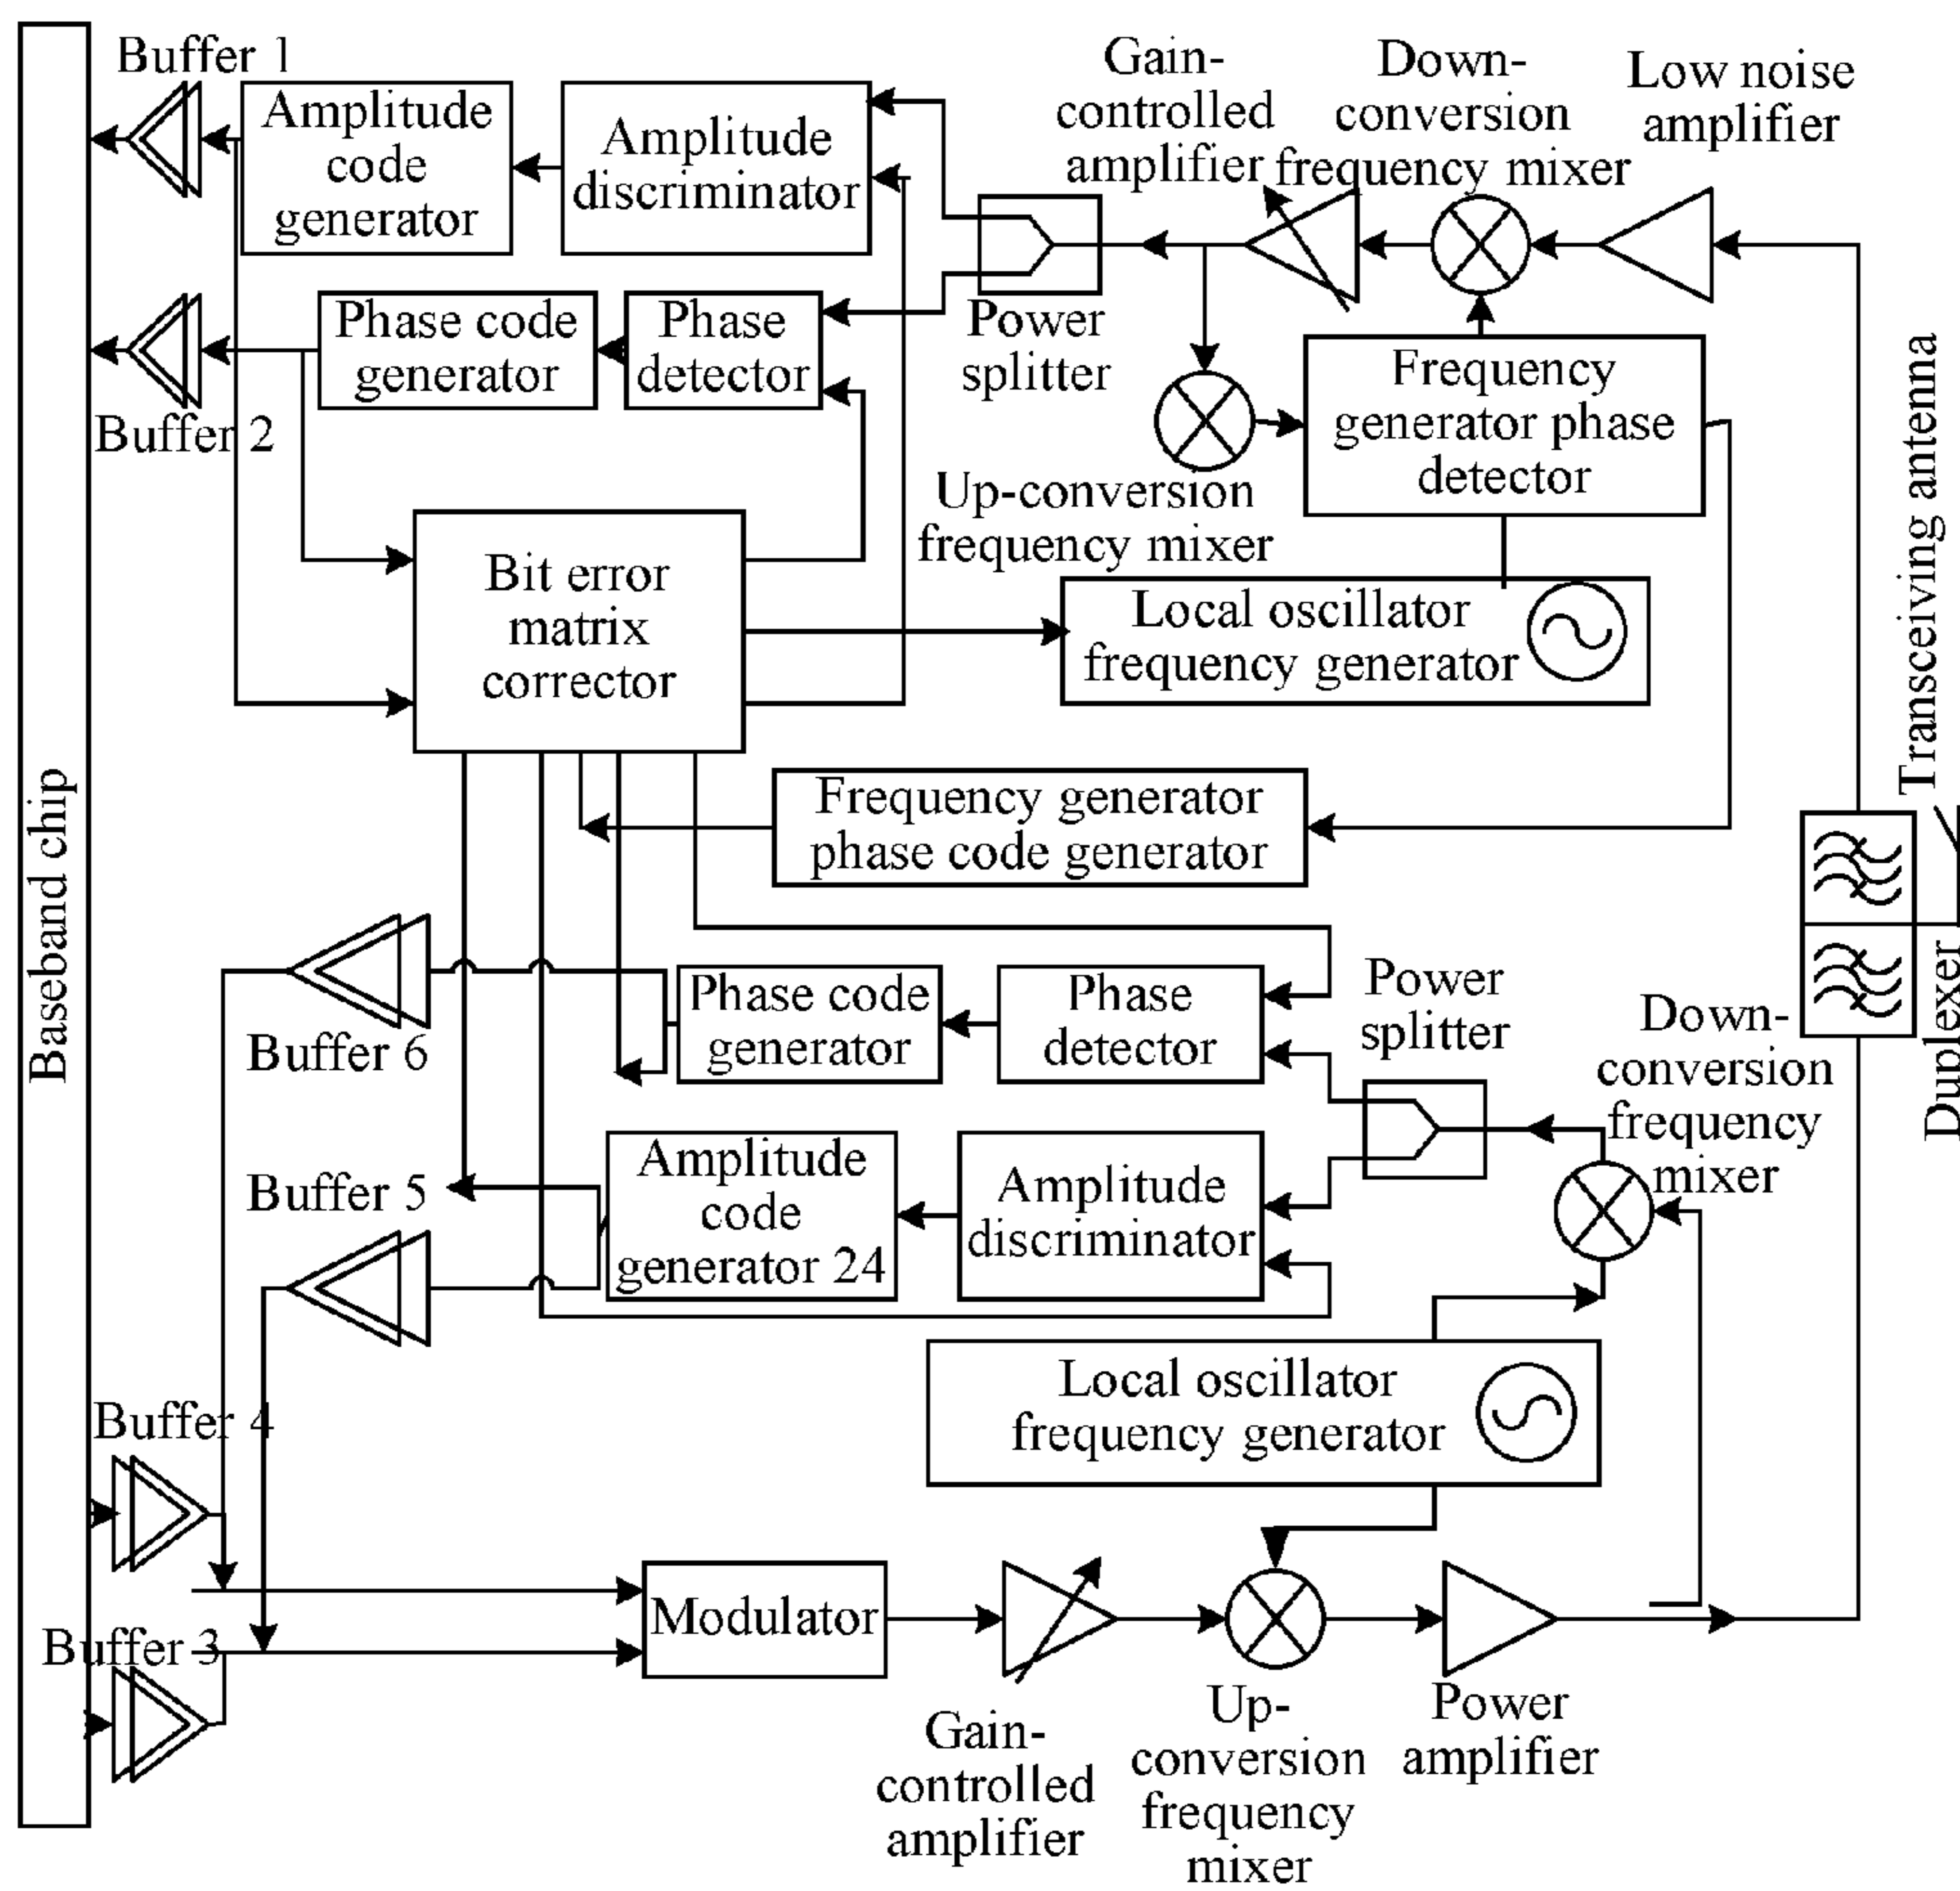 Buffer 1
Amplitude
code
generator
Amplitude
discriminator
Gain-
controlled
amplifier
Down-
conversion
frequency mixer
Low noise
amplifier
Buffer 2
Phase code
generator
Phase
detector
Power
splitter
Frequency
generator phase
detector
Up-conversion
frequency mixer
Transceiving antenna
Bit error
matrix
corrector
Local oscillator
frequency generator
Baseband chip
Frequency generator
phase code generator
Buffer 6
Phase code
generator
Phase
detector
Power
splitter
Down-
conversion
frequency
mixer
Duplexer
Buffer 5
Amplitude
code
generator 24
Amplitude
discriminator
Local oscillator
frequency generator
Buffer 4
Buffer 3
Modulator
Gain-
controlled
amplifier
Up-
conversion
frequency
mixer
Power
amplifier